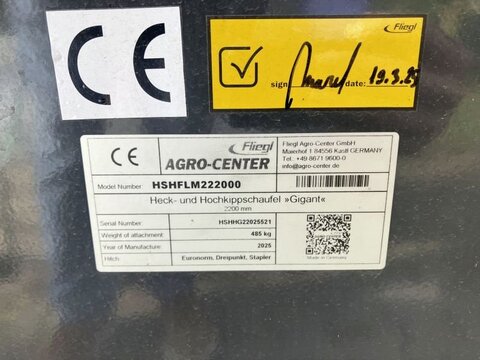 CE
Fliegl
sign.
date: 19.3.25
CE
Fliegl
AGRO-CENTER
Fliegl Agro-Center GmbH
Maierhof 1 84556 Kastl GERMANY
Tel.: +49 8671 9600-0
info@agro-center.de
Model Number: HSHFLM222000
Heck- und Hochkippschaufel »Gigant«
2200 mm
Serial Number: HSHHG22025521
Weight of attachment: 485 kg
Year of Manufacture: 2025
Hitch: Euronorm, Dreipunkt, Stapler
Made in Germany